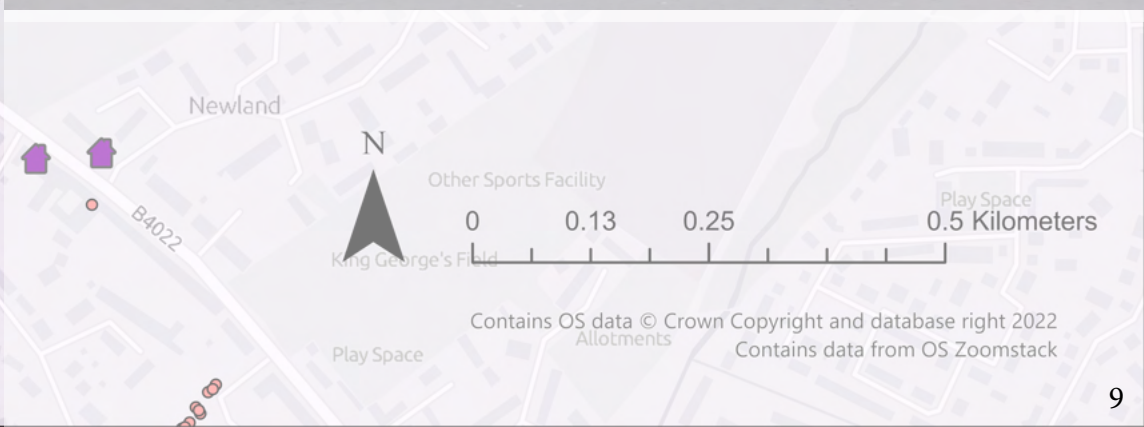 Newland
N
Other Sports Facility
Play Space
0 0.13 0.25 0.5 Kilometers
B4022
King George's Field
Contains OS data © Crown Copyright and database right 2022
Allotments
Play Space
Contains data from OS Zoomstack
9